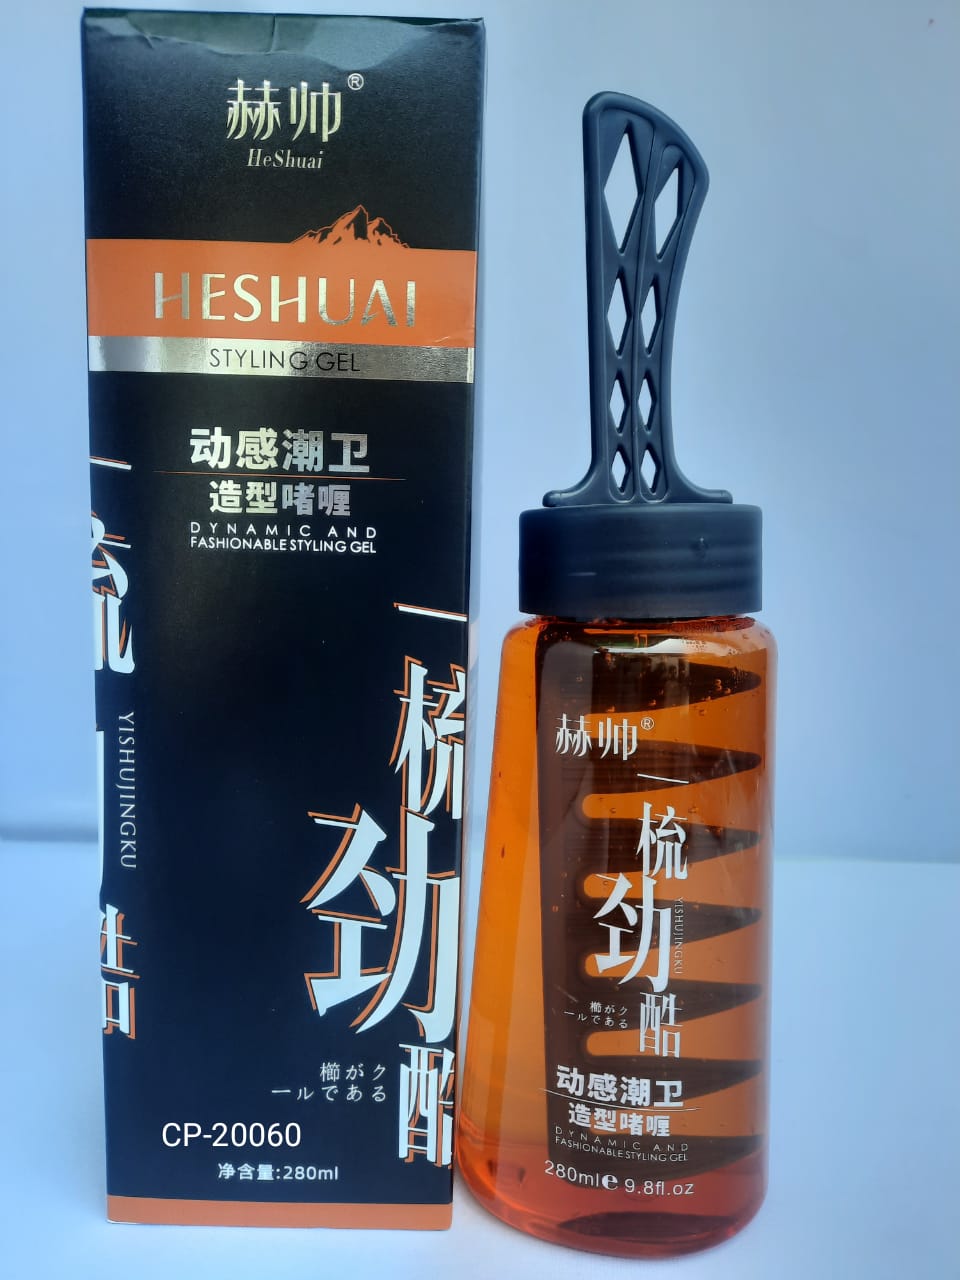 赫帅®
HeShuai
HESHUAI
STYLING GEL
动感潮卫
造型啫喱
DYNAMIC AND
FASHIONABLE STYLING GEL
一梳
劲
酷
YISHUJINGKU
櫛がク
ールである
CP-20060
净含量:280ml
赫帅®
一梳
劲
酷
YISHUJINGKU
櫛がク
ールである
动感潮卫
造型啫喱
DYNAMIC AND
FASHIONABLE STYLING GEL
280ml℮ 9.8fl.oz